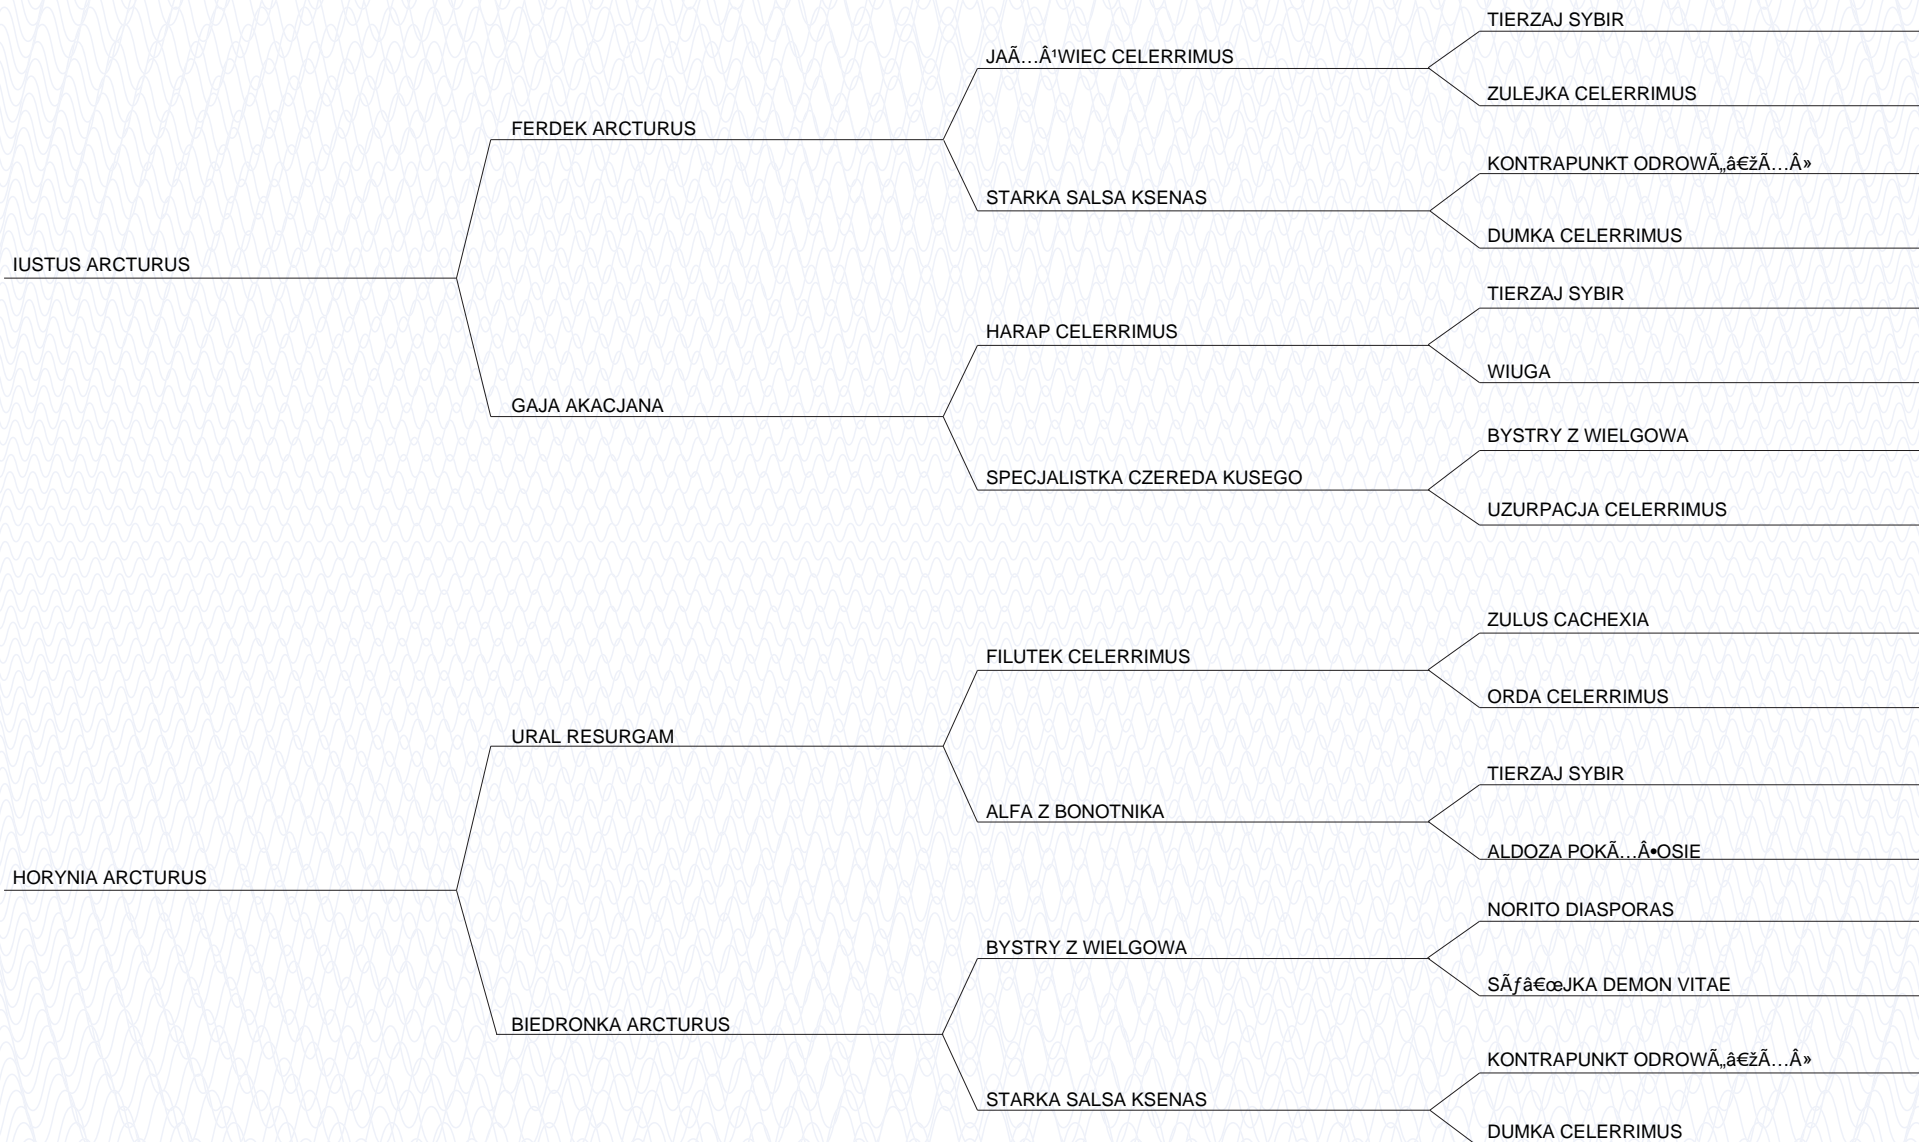 TIERZAJ SYBIR
JAÃ…Â¹WIEC CELERRIMUS
ZULEJKA CELERRIMUS
FERDEK ARCTURUS
KONTRAPUNKT ODROWÃ„â€žÃ…Â»
STARKA SALSA KSENAS
DUMKA CELERRIMUS
IUSTUS ARCTURUS
TIERZAJ SYBIR
HARAP CELERRIMUS
WIUGA
GAJA AKACJANA
BYSTRY Z WIELGOWA
SPECJALISTKA CZEREDA KUSEGO
UZURPACJA CELERRIMUS
ZULUS CACHEXIA
FILUTEK CELERRIMUS
ORDA CELERRIMUS
URAL RESURGAM
TIERZAJ SYBIR
ALFA Z BONOTNIKA
ALDOZA POKÃ…Â•OSIE
HORYNIA ARCTURUS
NORITO DIASPORAS
BYSTRY Z WIELGOWA
SÃƒâ€œJKA DEMON VITAE
BIEDRONKA ARCTURUS
KONTRAPUNKT ODROWÃ„â€žÃ…Â»
STARKA SALSA KSENAS
DUMKA CELERRIMUS